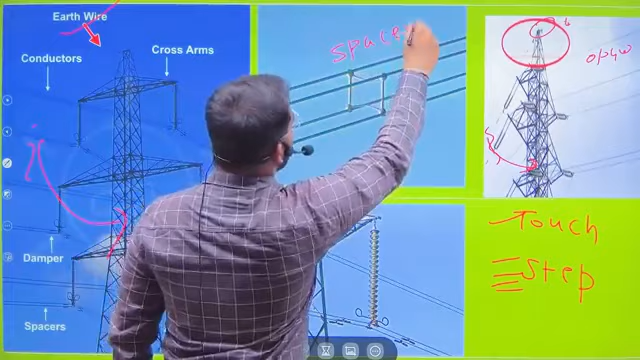 Earth Wire
Conductors
Cross Arms
Damper
Spacers
Space
opgw
Touch
Step